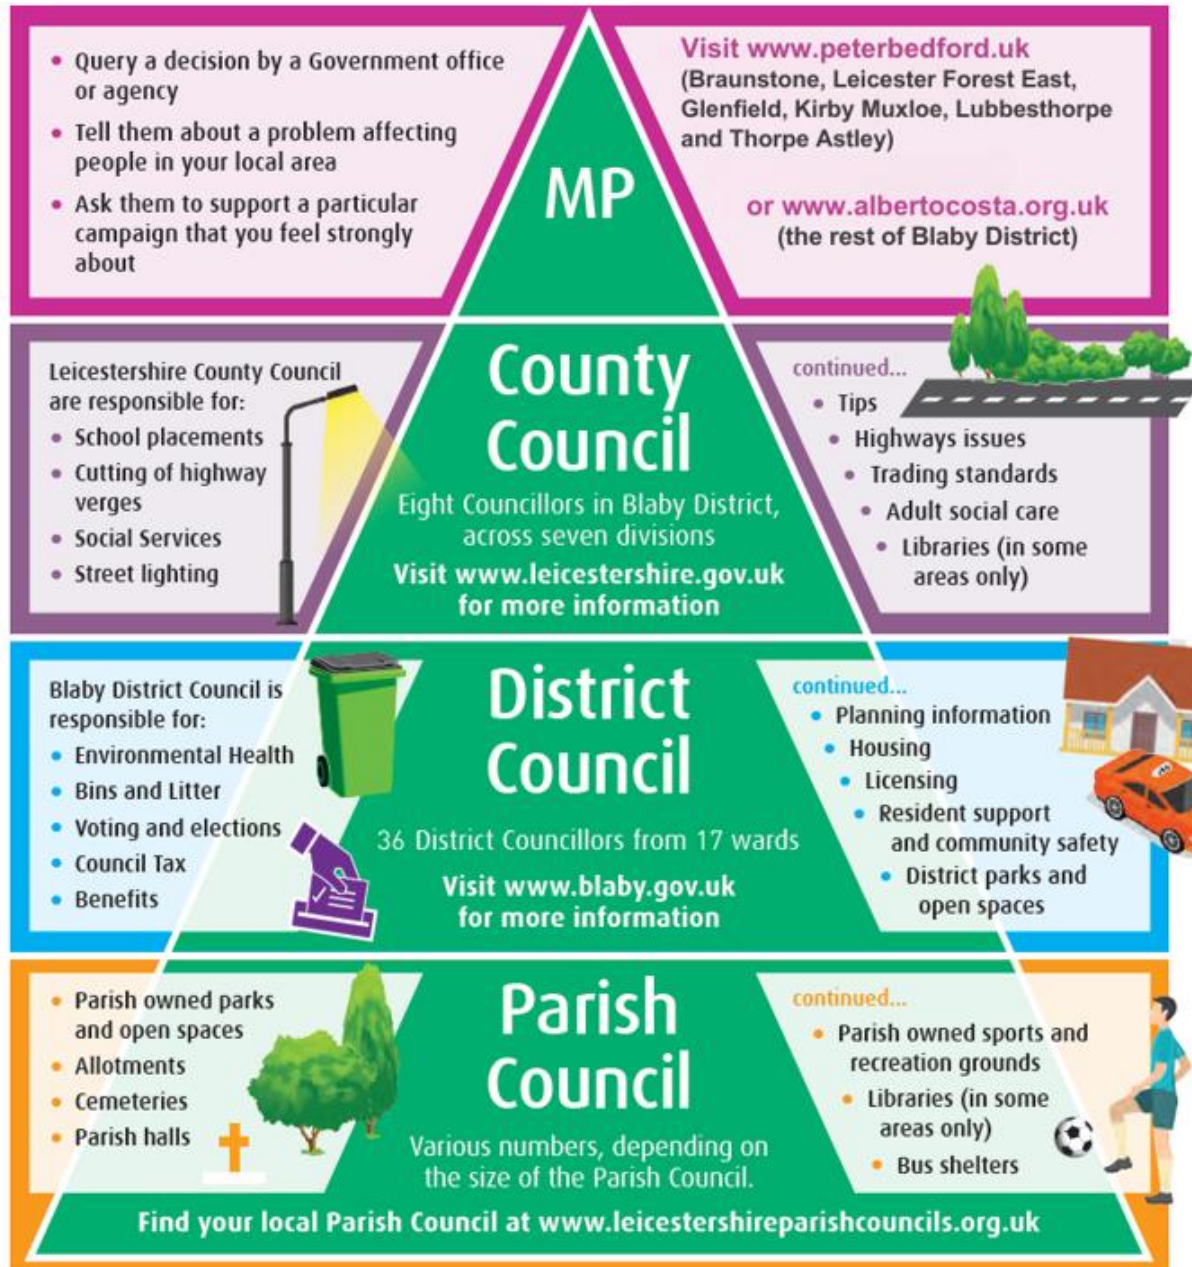 Query a decision by a Government office
or agency
Tell them about a problem affecting
people in your local area
Ask them to support a particular
campaign that you feel strongly
about
MP
Visit www.peterbedford.uk
(Braunstone, Leicester Forest East,
Glenfield, Kirby Muxloe, Lubbesthorpe
and Thorpe Astley)
or www.albertocosta.org.uk
(the rest of Blaby District)
Leicestershire County Council
are responsible for:
School placements
Cutting of highway
verges
Social Services
Street lighting
County
Council
Eight Councillors in Blaby District,
across seven divisions
Visit www.leicestershire.gov.uk
for more information
continued...
Tips
Highways issues
Trading standards
Adult social care
Libraries (in some
areas only)
Blaby District Council is
responsible for:
Environmental Health
Bins and Litter
Voting and elections
Council Tax
Benefits
District
Council
36 District Councillors from 17 wards
Visit www.blaby.gov.uk
for more information
continued...
Planning information
Housing
Licensing
Resident support
and community safety
District parks and
open spaces
Parish owned parks
and open spaces
Allotments
Cemeteries
Parish halls
Parish
Council
Various numbers, depending on
the size of the Parish Council.
continued...
Parish owned sports and
recreation grounds
Libraries (in some
areas only)
Bus shelters
Find your local Parish Council at www.leicestershireparishcouncils.org.uk